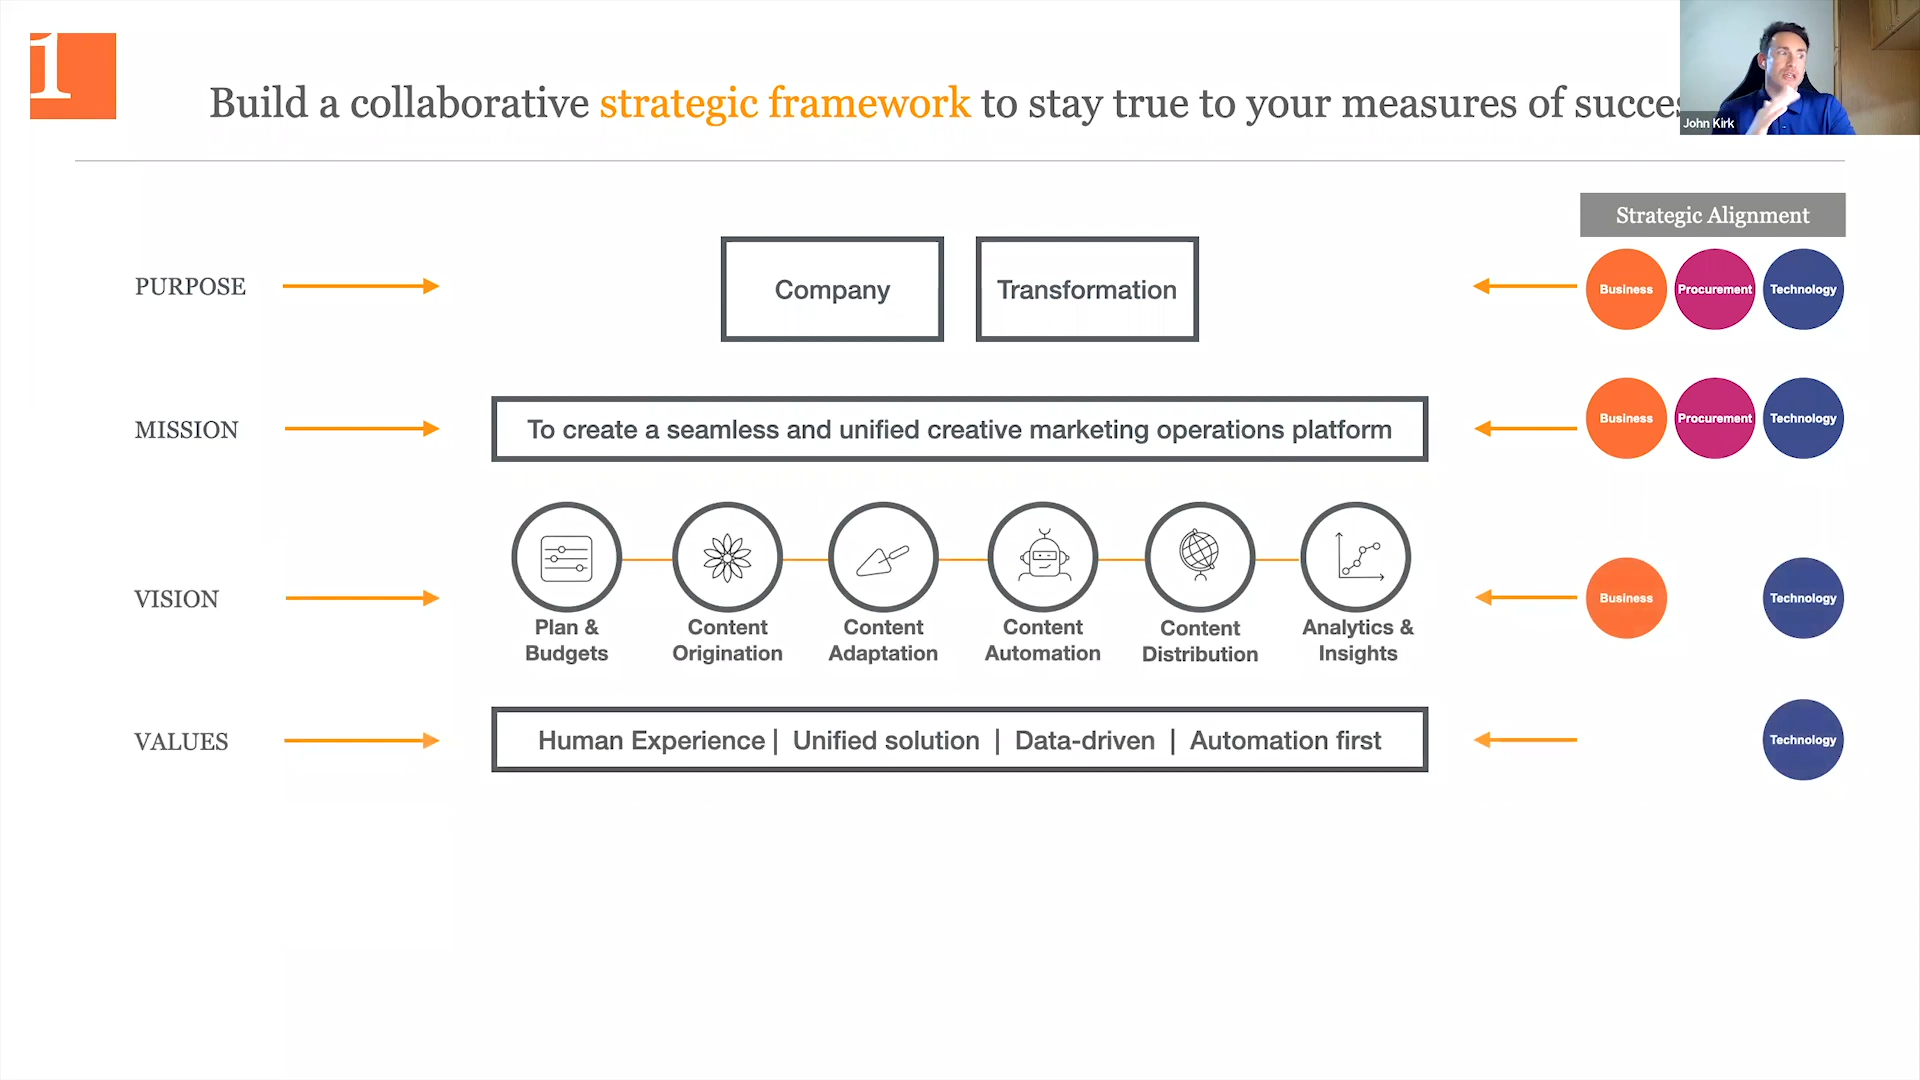 1
Build a collaborative strategic framework to stay true to your measures of
John Kirk
Strategic Alignment
PURPOSE
Company
Transformation
Business
Procurement
Technology
MISSION
To create a seamless and unified creative marketing operations platform
Business
Procurement
Technology
VISION
Plan &
Budgets
Content
Origination
Content
Adaptation
Content
Automation
Content
Distribution
Analytics &
Insights
Business
Technology
VALUES
Human Experience | Unified solution | Data-driven | Automation first
Technology